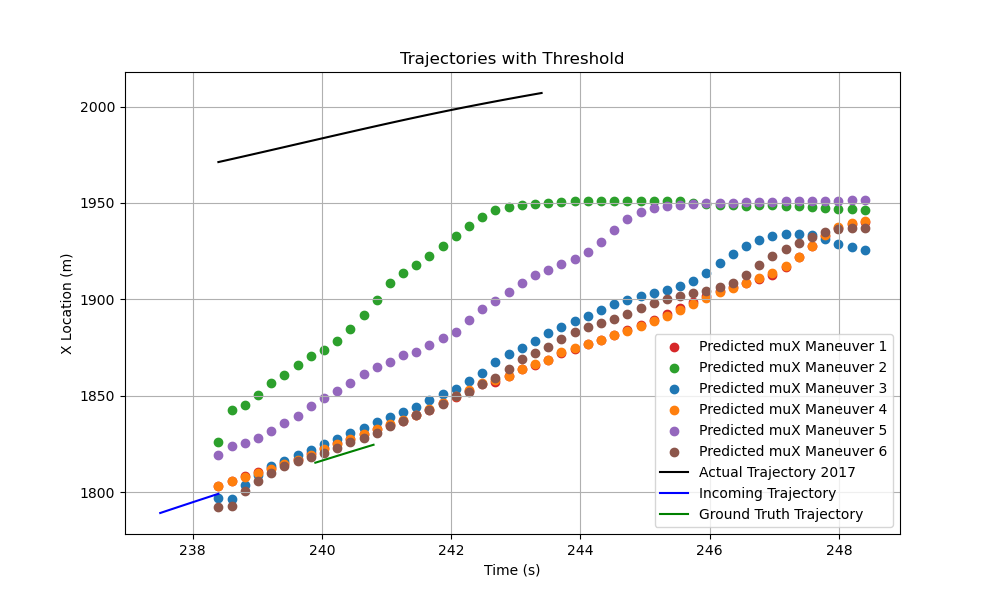 Trajectories with Threshold
X Location (m)
2000
1950
1900
1850
1800
238
240
242
244
246
248
Time (s)
Predicted muX Maneuver 1
Predicted muX Maneuver 2
Predicted muX Maneuver 3
Predicted muX Maneuver 4
Predicted muX Maneuver 5
Predicted muX Maneuver 6
Actual Trajectory 2017
Incoming Trajectory
Ground Truth Trajectory